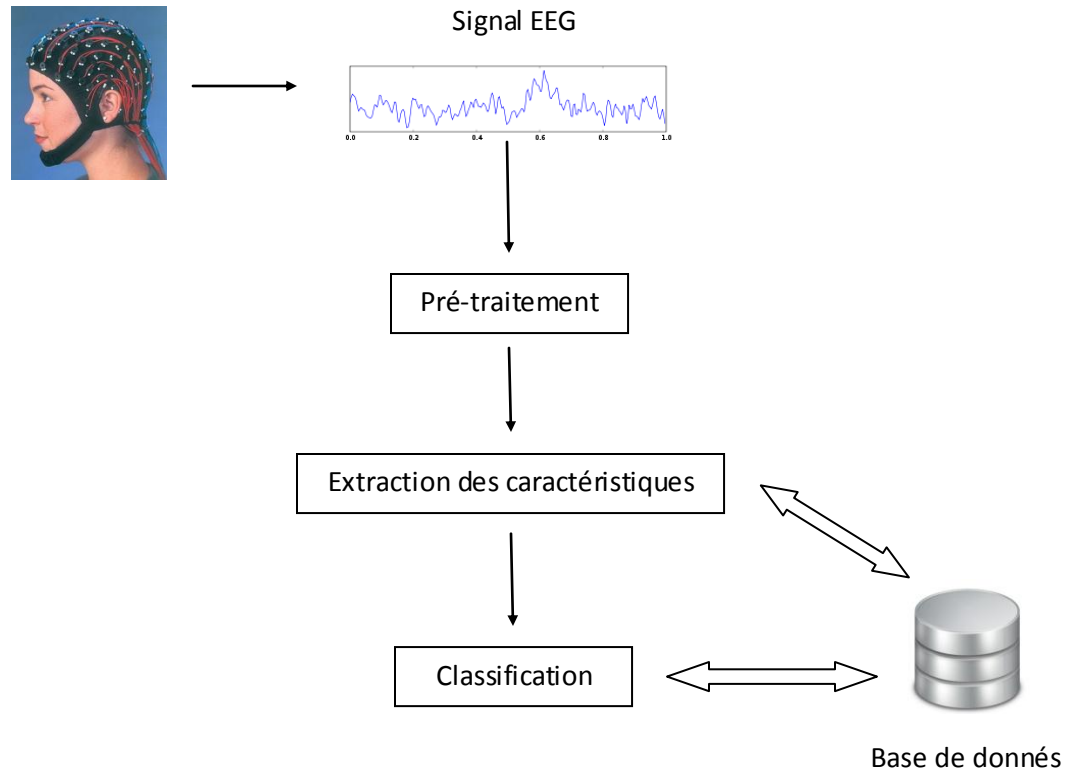 Signal EEG
0.0 0.2 0.4 0.6 0.8 1.0
Pré-traitement
Extraction des caractéristiques
Classification
Base de donnés